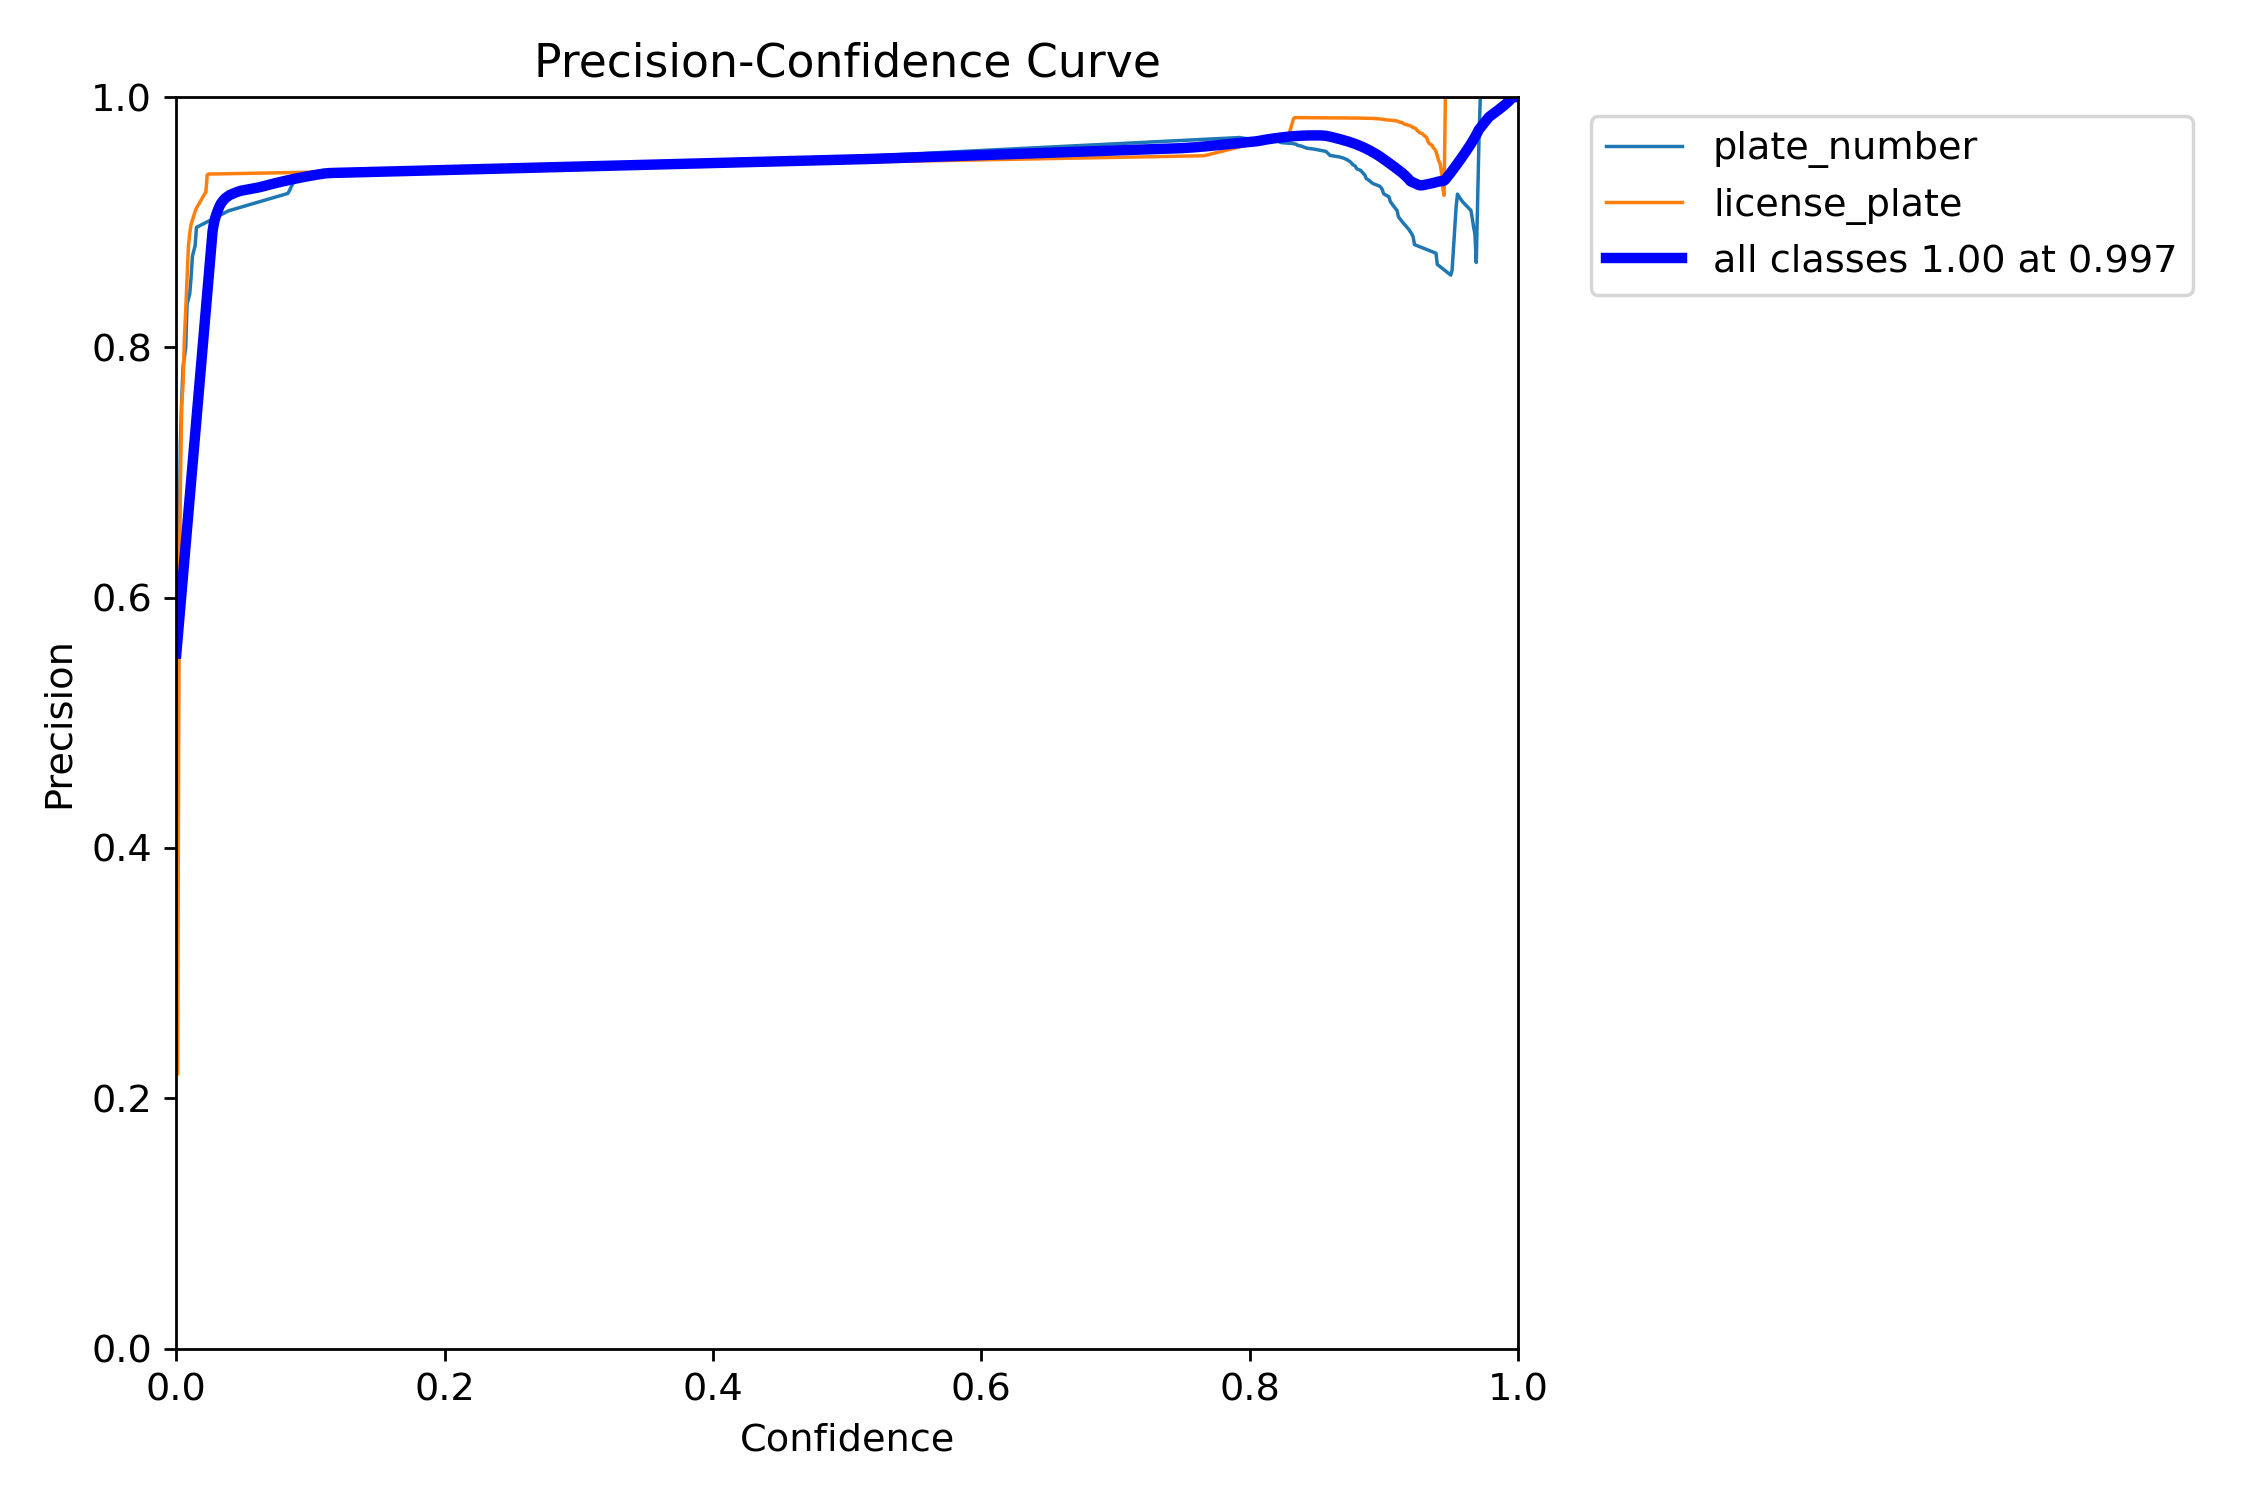 Precision-Confidence Curve
1.0
0.8
0.6
0.4
0.2
0.0
Precision
0.0 0.2 0.4 0.6 0.8 1.0
Confidence
plate_number
license_plate
all classes 1.00 at 0.997